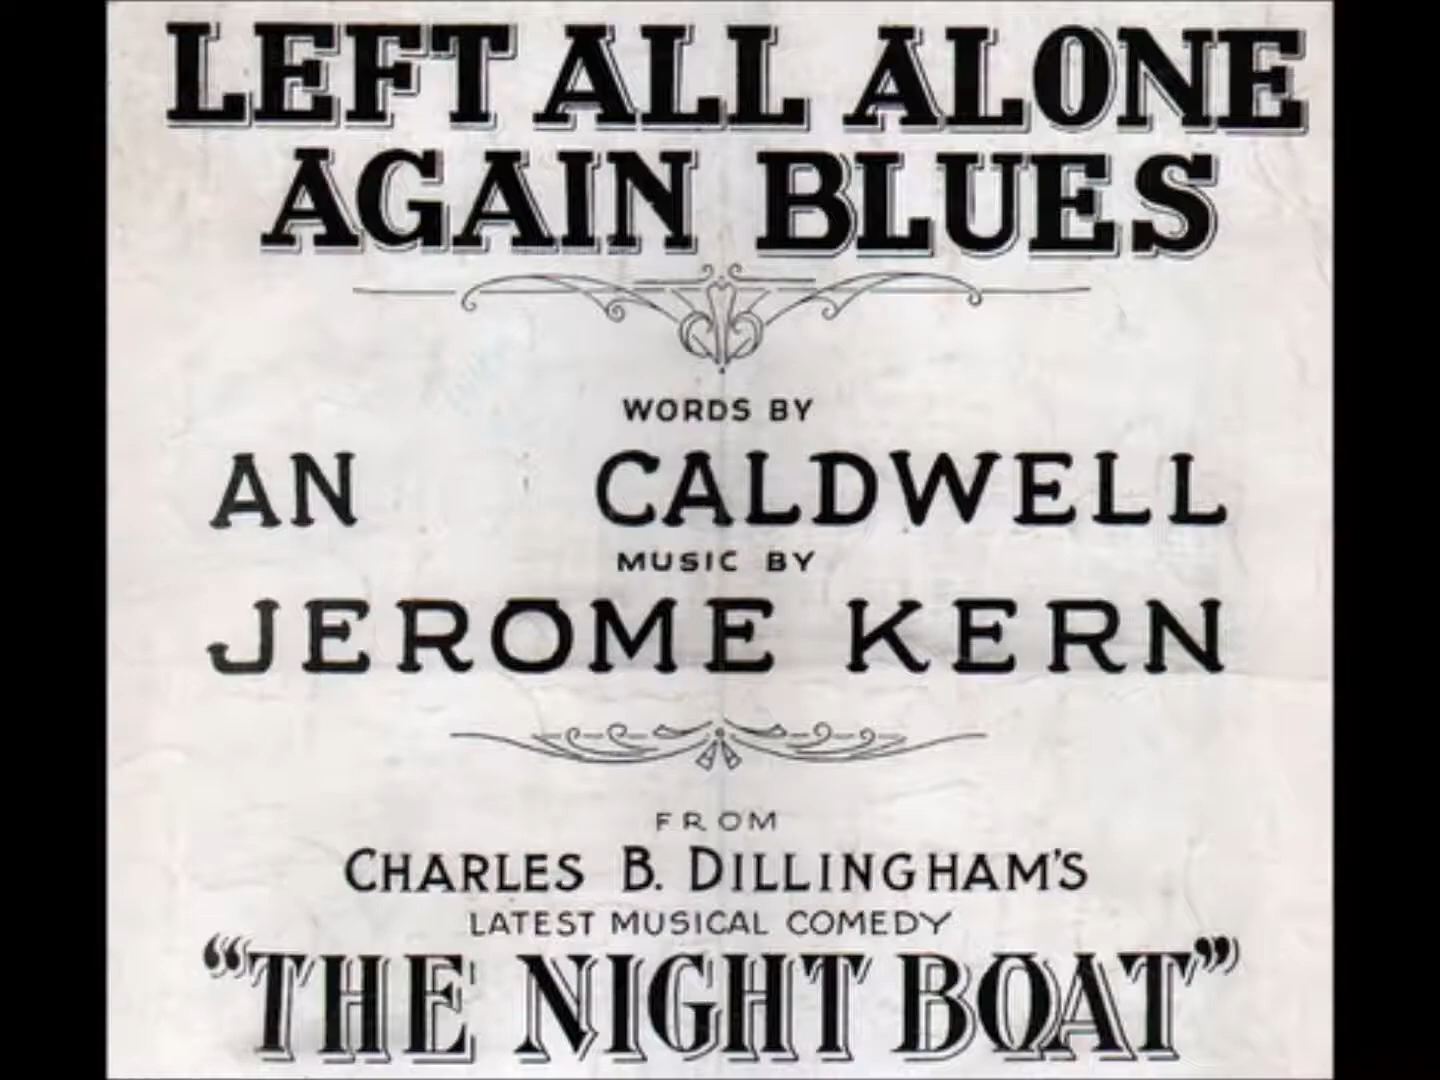 LEFT ALL ALONE
AGAIN BLUES
WORDS BY
AN CALDWELL
MUSIC BY
JEROME KERN
FROM
CHARLES B. DILLINGHAM'S
LATEST MUSICAL COMEDY
“THE NIGHT BOAT”